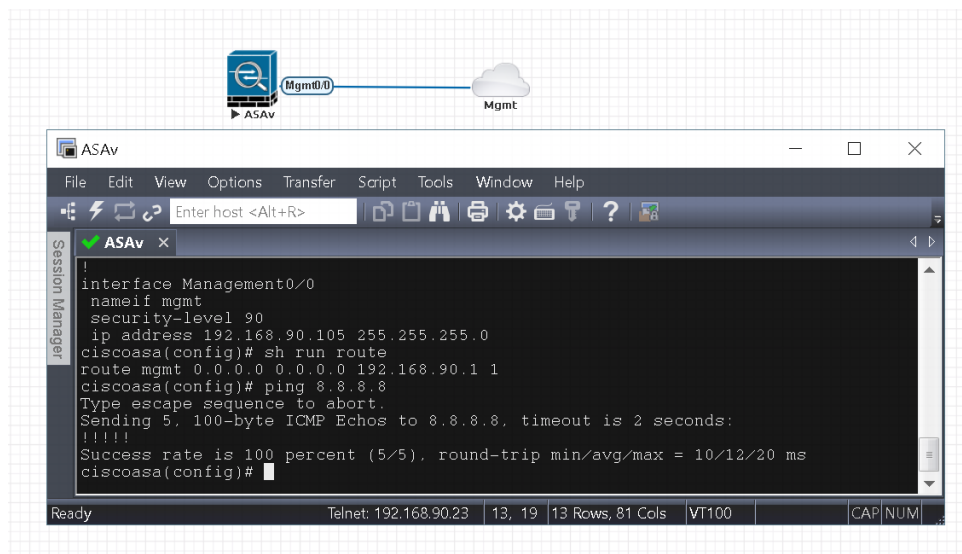 Mgmt0/0
ASAv
Mgmt
ASAv
File Edit View Options Transfer Script Tools Window Help
Enter host <Alt+R>
Session Manager
ASAv
!
interface Management0/0
 nameif mgmt
 security-level 90
 ip address 192.168.90.105 255.255.255.0
ciscoasa(config)# sh run route
route mgmt 0.0.0.0 0.0.0.0 192.168.90.1 1
ciscoasa(config)# ping 8.8.8.8
Type escape sequence to abort.
Sending 5, 100-byte ICMP Echos to 8.8.8.8, timeout is 2 seconds:
!!!!!
Success rate is 100 percent (5/5), round-trip min/avg/max = 10/12/20 ms
ciscoasa(config)#
Ready Telnet: 192.168.90.23 13, 19 13 Rows, 81 Cols VT100 CAP NUM